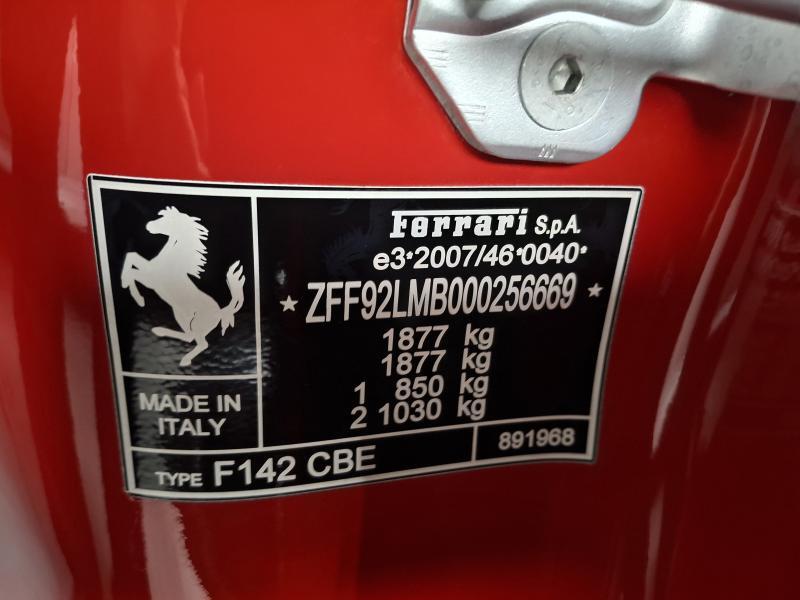 Ferrari S.p.A.
e3*2007/46*0040*
★ ZFF92LMB000256669 ★
1877 kg
1877 kg
1 850 kg
2 1030 kg
MADE IN
ITALY
TYPE F142 CBE
891968